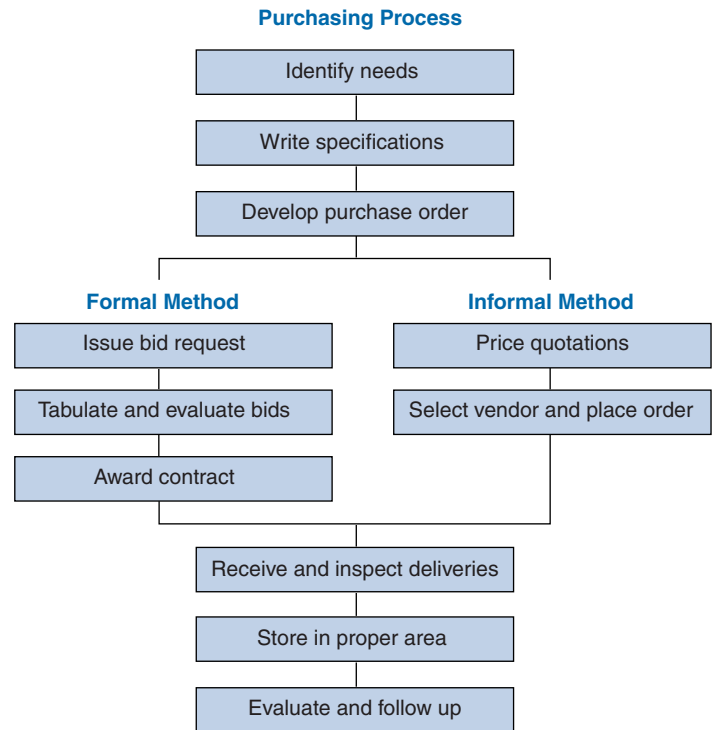 Purchasing Process
Identify needs
Write specifications
Develop purchase order
Formal Method
Issue bid request
Tabulate and evaluate bids
Award contract
Informal Method
Price quotations
Select vendor and place order
Receive and inspect deliveries
Store in proper area
Evaluate and follow up